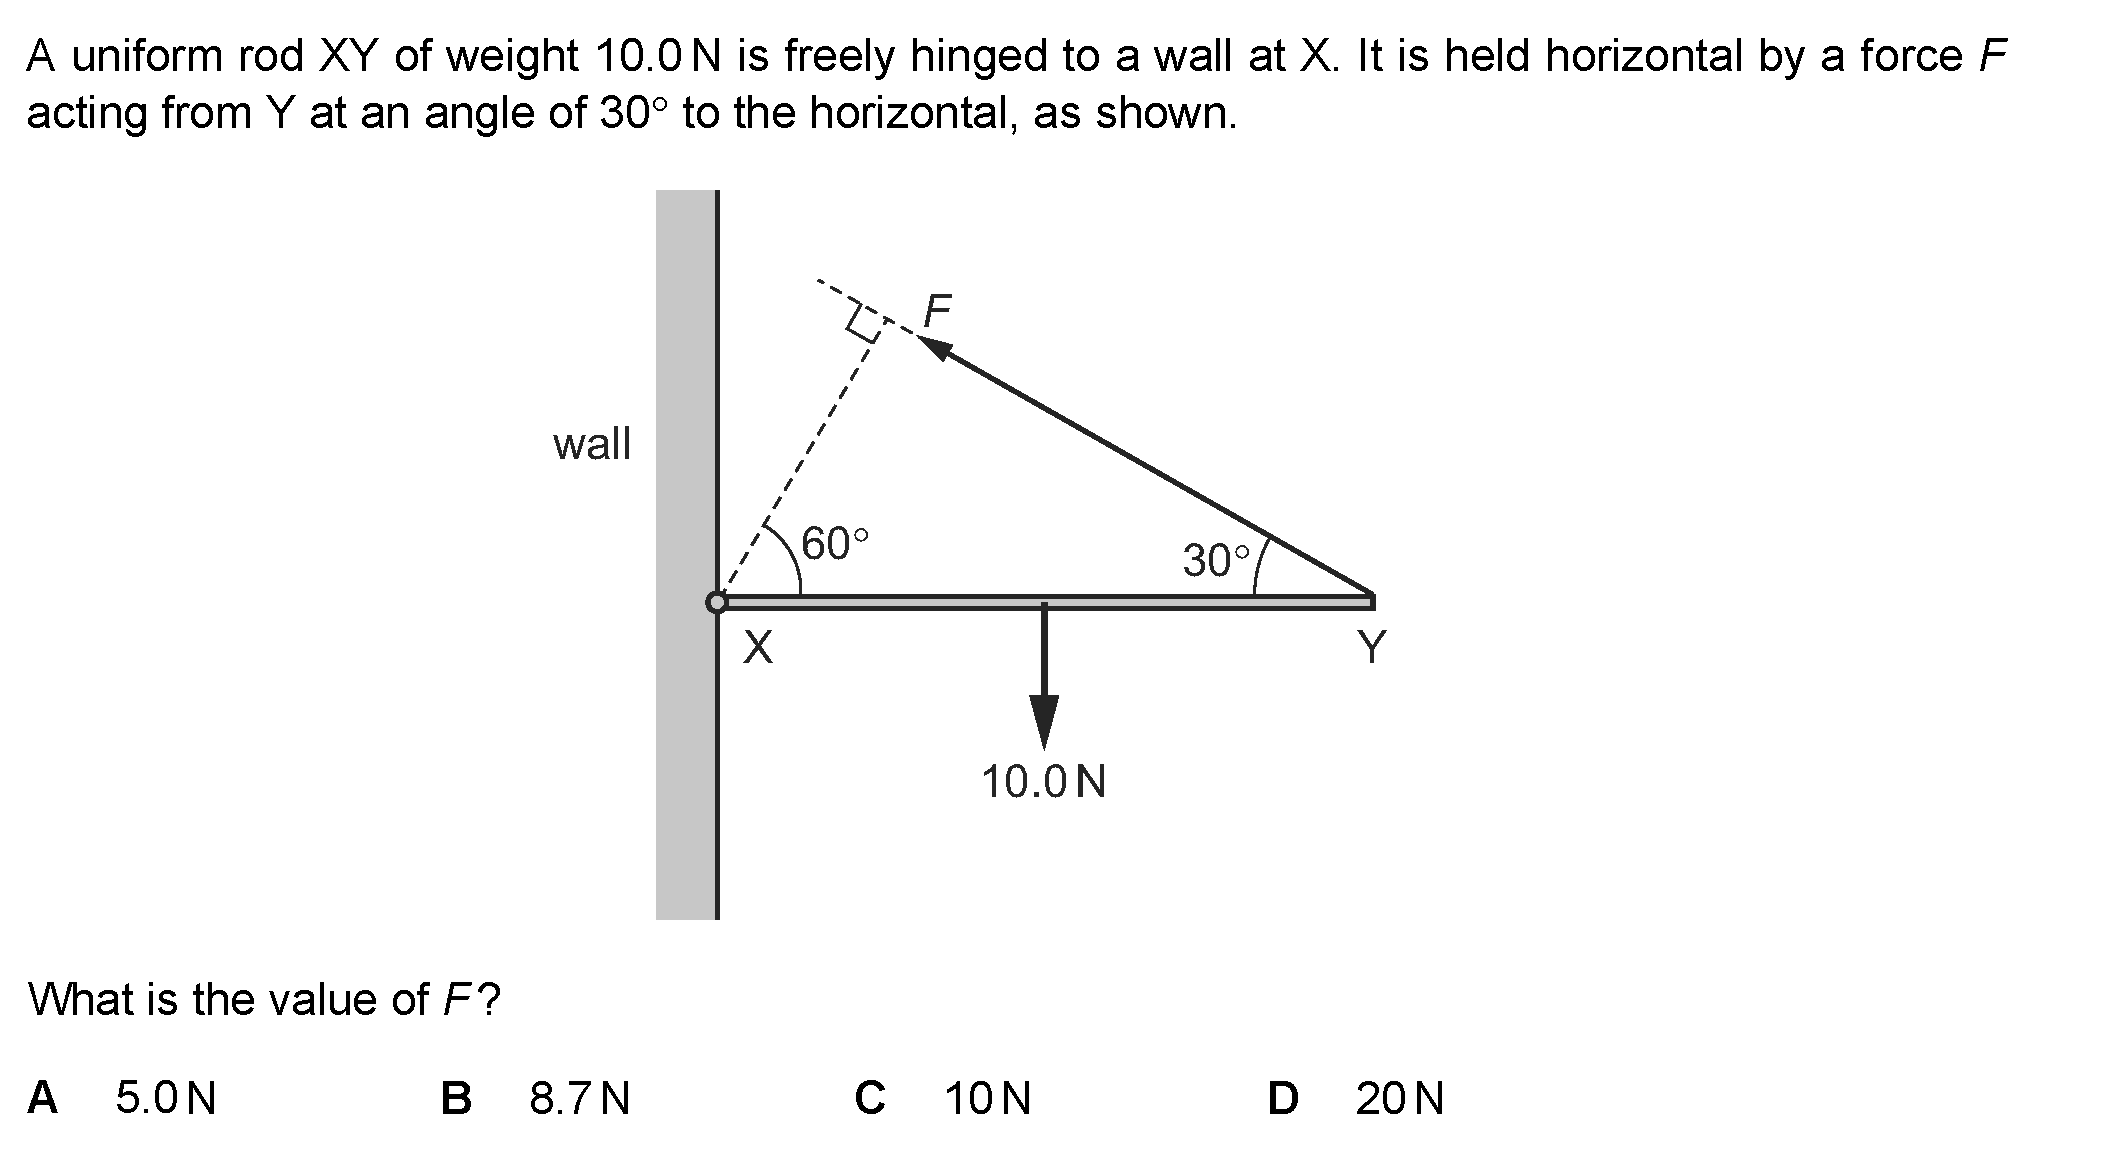 A uniform rod XY of weight 10.0 N is freely hinged to a wall at X. It is held horizontal by a force F
acting from Y at an angle of 30° to the horizontal, as shown.
F
wall
60°
30°
X
Y
10.0 N
What is the value of F?
A 5.0 N B 8.7 N C 10 N D 20 N